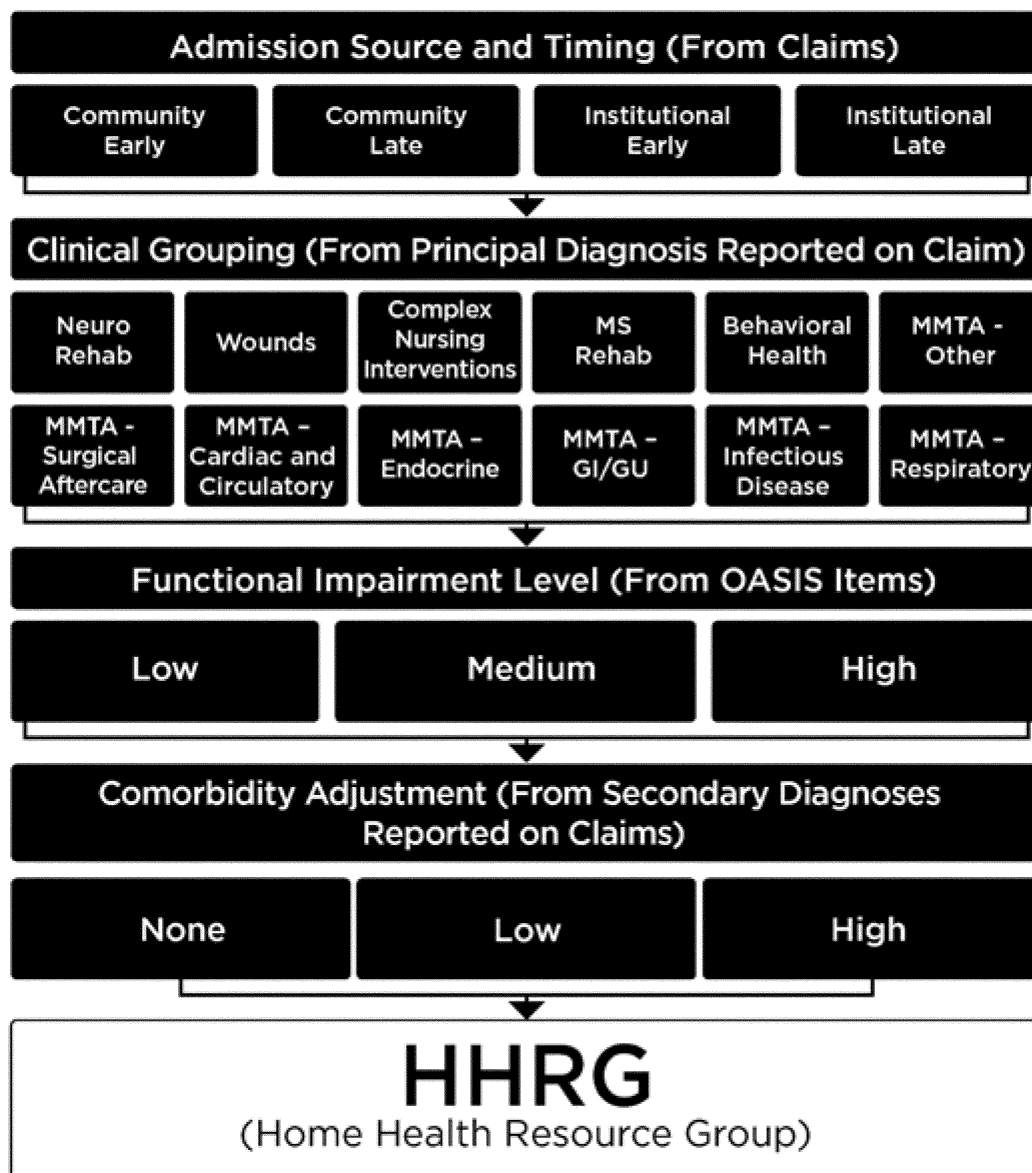 Admission Source and Timing (From Claims)
Community
Early
Community
Late
Institutional
Early
Institutional
Late
Clinical Grouping (From Principal Diagnosis Reported on Claim)
Neuro
Rehab
Wounds
Complex
Nursing
Interventions
MS
Rehab
Behavioral
Health
MMTA -
Other
MMTA -
Surgical
Aftercare
MMTA –
Cardiac and
Circulatory
MMTA –
Endocrine
MMTA –
GI/GU
MMTA –
Infectious
Disease
MMTA –
Respiratory
Functional Impairment Level (From OASIS Items)
Low
Medium
High
Comorbidity Adjustment (From Secondary Diagnoses
Reported on Claims)
None
Low
High
HHRG
(Home Health Resource Group)